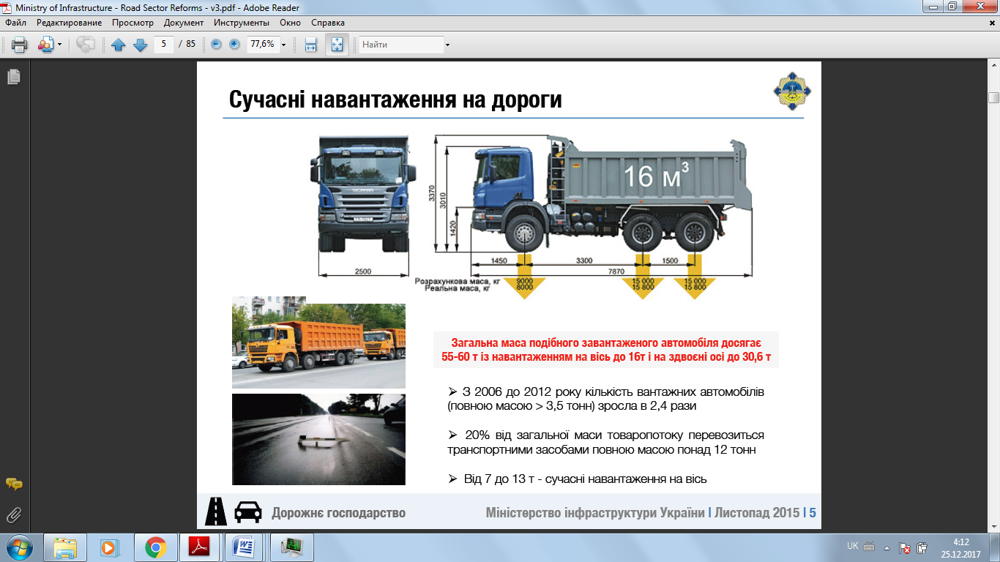 Ministry of Infrastructure - Road Sector Reforms - v3.pdf - Adobe Reader
Файл Редактирование Просмотр Документ Инструменты Окно Справка
5 / 85 77,6% Найти
Сучасні навантаження на дороги
SCANIA
16 м³
3370
3010
1420
1450 3300 1500
2500
7870
Розрахункова маса, кг 9000 15 000 15 000
Реальна маса, кг 8000 15 800 15 800
Загальна маса подібного завантаженого автомобіля досягає
55-60 т із навантаженням на вісь до 16т і на здвоєні осі до 30,6 т
➢ З 2006 до 2012 року кількість вантажних автомобілів
(повною масою > 3,5 тонн) зросла в 2,4 рази
➢ 20% від загальної маси товаропотоку перевозиться
транспортними засобами повною масою понад 12 тонн
➢ Від 7 до 13 т - сучасні навантаження на вісь
Дорожнє господарство
Міністерство інфраструктури України | Листопад 2015 | 5
UK
4:12
25.12.2017